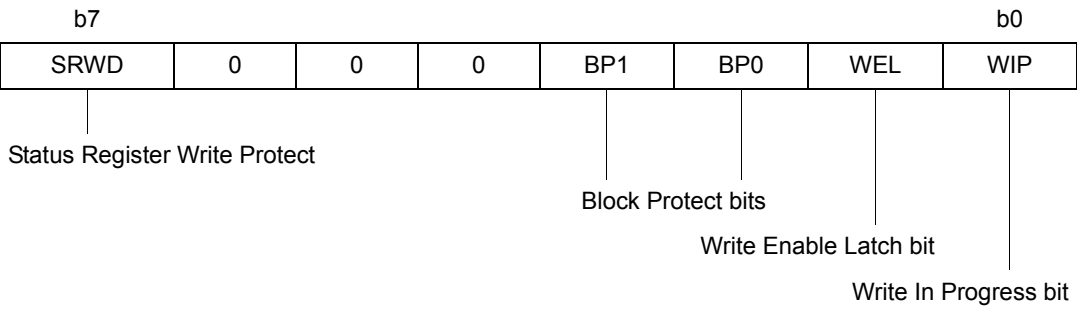 b7 b0
SRWD 0 0 0 BP1 BP0 WEL WIP
Status Register Write Protect
Block Protect bits
Write Enable Latch bit
Write In Progress bit